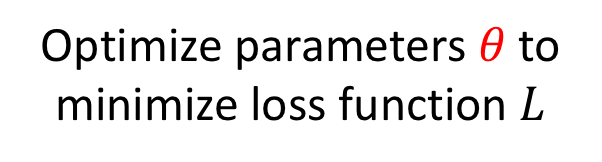 Optimize parameters θ to
minimize loss function L